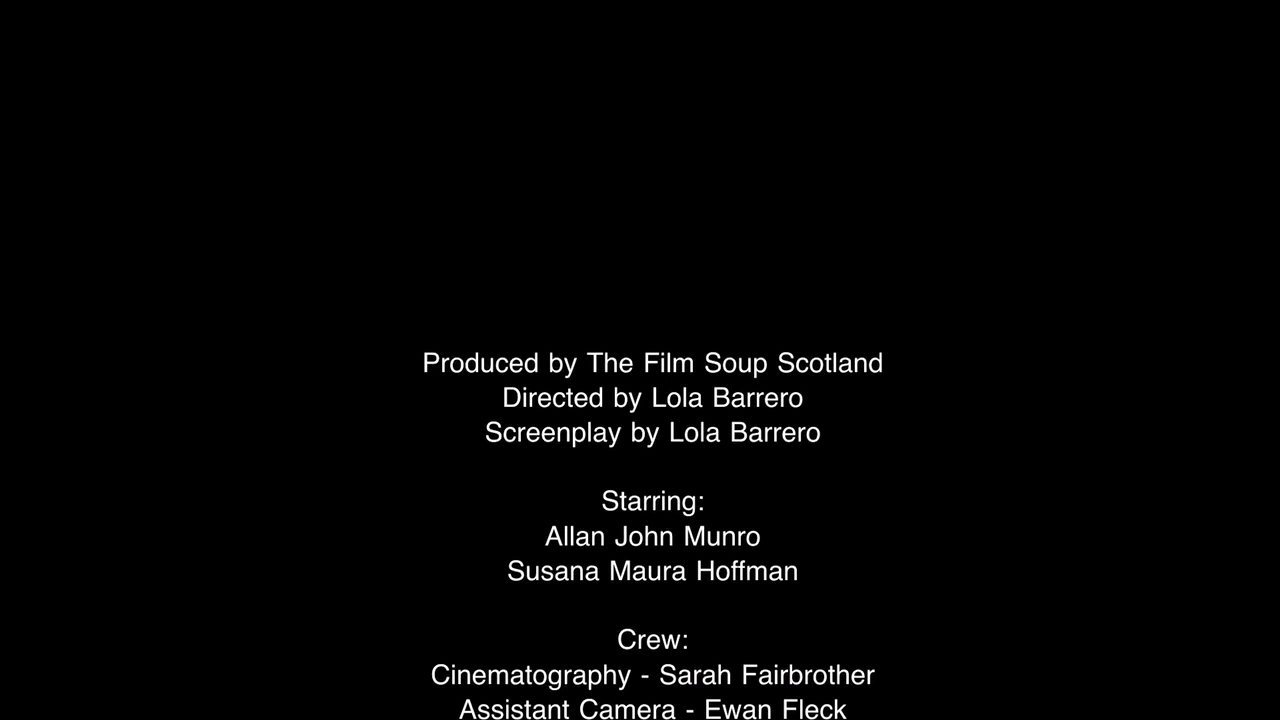 Produced by The Film Soup Scotland
Directed by Lola Barrero
Screenplay by Lola Barrero
Starring:
Allan John Munro
Susana Maura Hoffman
Crew:
Cinematography - Sarah Fairbrother
Assistant Camera - Ewan Fleck